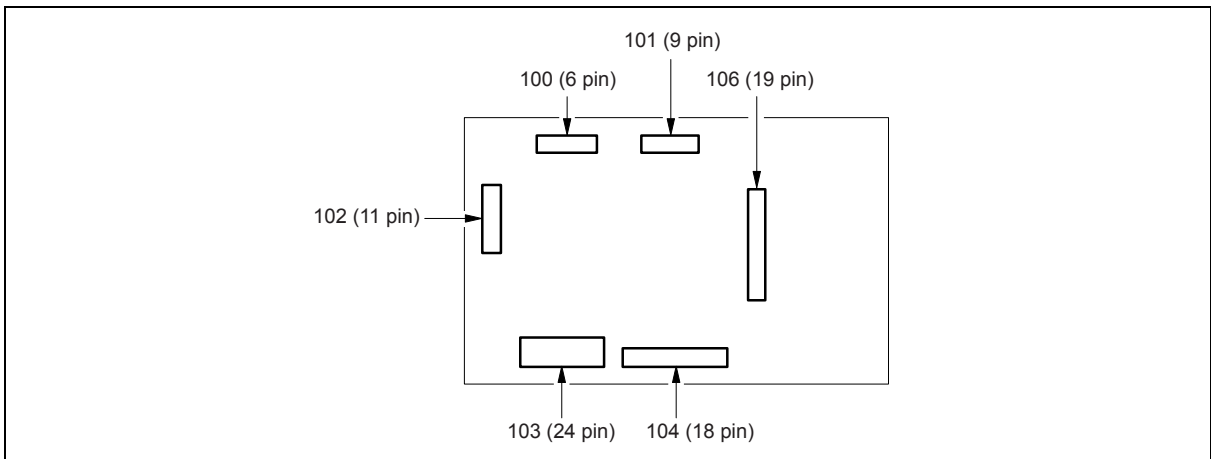 101 (9 pin)
100 (6 pin)
106 (19 pin)
102 (11 pin)
103 (24 pin)
104 (18 pin)